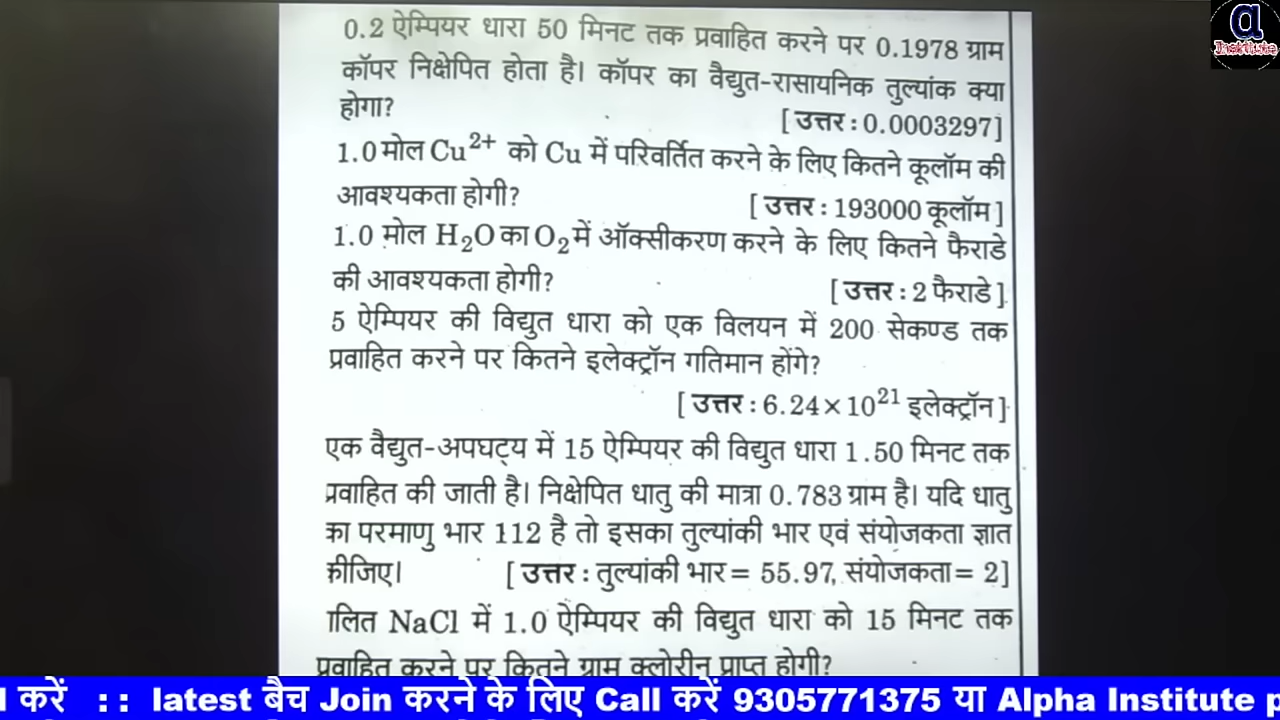 α
Institute
0.2 ऐम्पियर धारा 50 मिनट तक प्रवाहित करने पर 0.1978 ग्राम
कॉपर निक्षेपित होता है। कॉपर का वैद्युत-रासायनिक तुल्यांक क्या
होगा?
[ उत्तर : 0.0003297]
1.0 मोल Cu²⁺ को Cu में परिवर्तित करने के लिए कितने कूलॉम की
आवश्यकता होगी?
[ उत्तर : 193000 कूलॉम ]
1.0 मोल H₂O का O₂ में ऑक्सीकरण करने के लिए कितने फैराडे
की आवश्यकता होगी?
[ उत्तर : 2 फैराडे ]
5 ऐम्पियर की विद्युत धारा को एक विलयन में 200 सेकण्ड तक
प्रवाहित करने पर कितने इलेक्ट्रॉन गतिमान होंगे?
[ उत्तर : 6.24 × 10²¹ इलेक्ट्रॉन ]
एक वैद्युत-अपघट्य में 15 ऐम्पियर की विद्युत धारा 1.50 मिनट तक
प्रवाहित की जाती है। निक्षेपित धातु की मात्रा 0.783 ग्राम है। यदि धातु
का परमाणु भार 112 है तो इसका तुल्यांकी भार एवं संयोजकता ज्ञात
कीजिए।
[ उत्तर : तुल्यांकी भार = 55.97, संयोजकता = 2]
लित NaCl में 1.0 ऐम्पियर की विद्युत धारा को 15 मिनट तक
प्रवाहित करने पर कितने ग्राम क्लोरीन प्राप्त होगी?
करें : : latest बैच Join करने के लिए Call करें 9305771375 या Alpha Institute